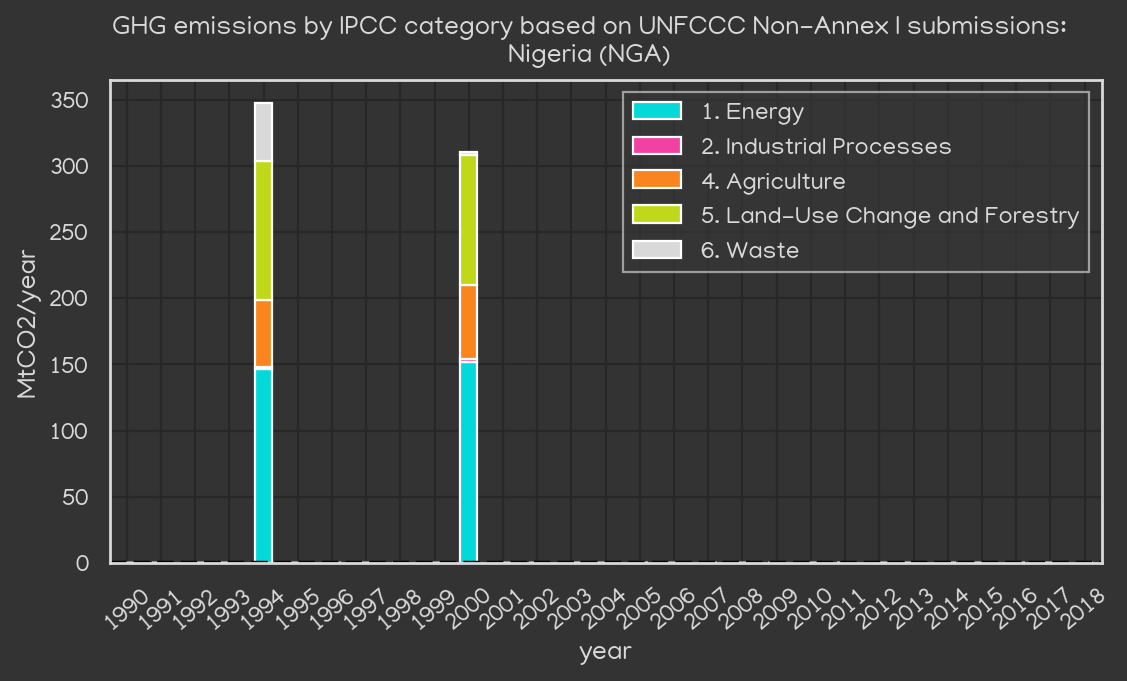 GHG emissions by IPCC category based on UNFCCC Non-Annex I submissions:
Nigeria (NGA)
350
300
250
200
150
100
50
0
MtCO2/year
1. Energy
2. Industrial Processes
4. Agriculture
5. Land-Use Change and Forestry
6. Waste
1990 1991 1992 1993 1994 1995 1996 1997 1998 1999 2000 2001 2002 2003 2004 2005 2006 2007 2008 2009 2010 2011 2012 2013 2014 2015 2016 2017 2018
year